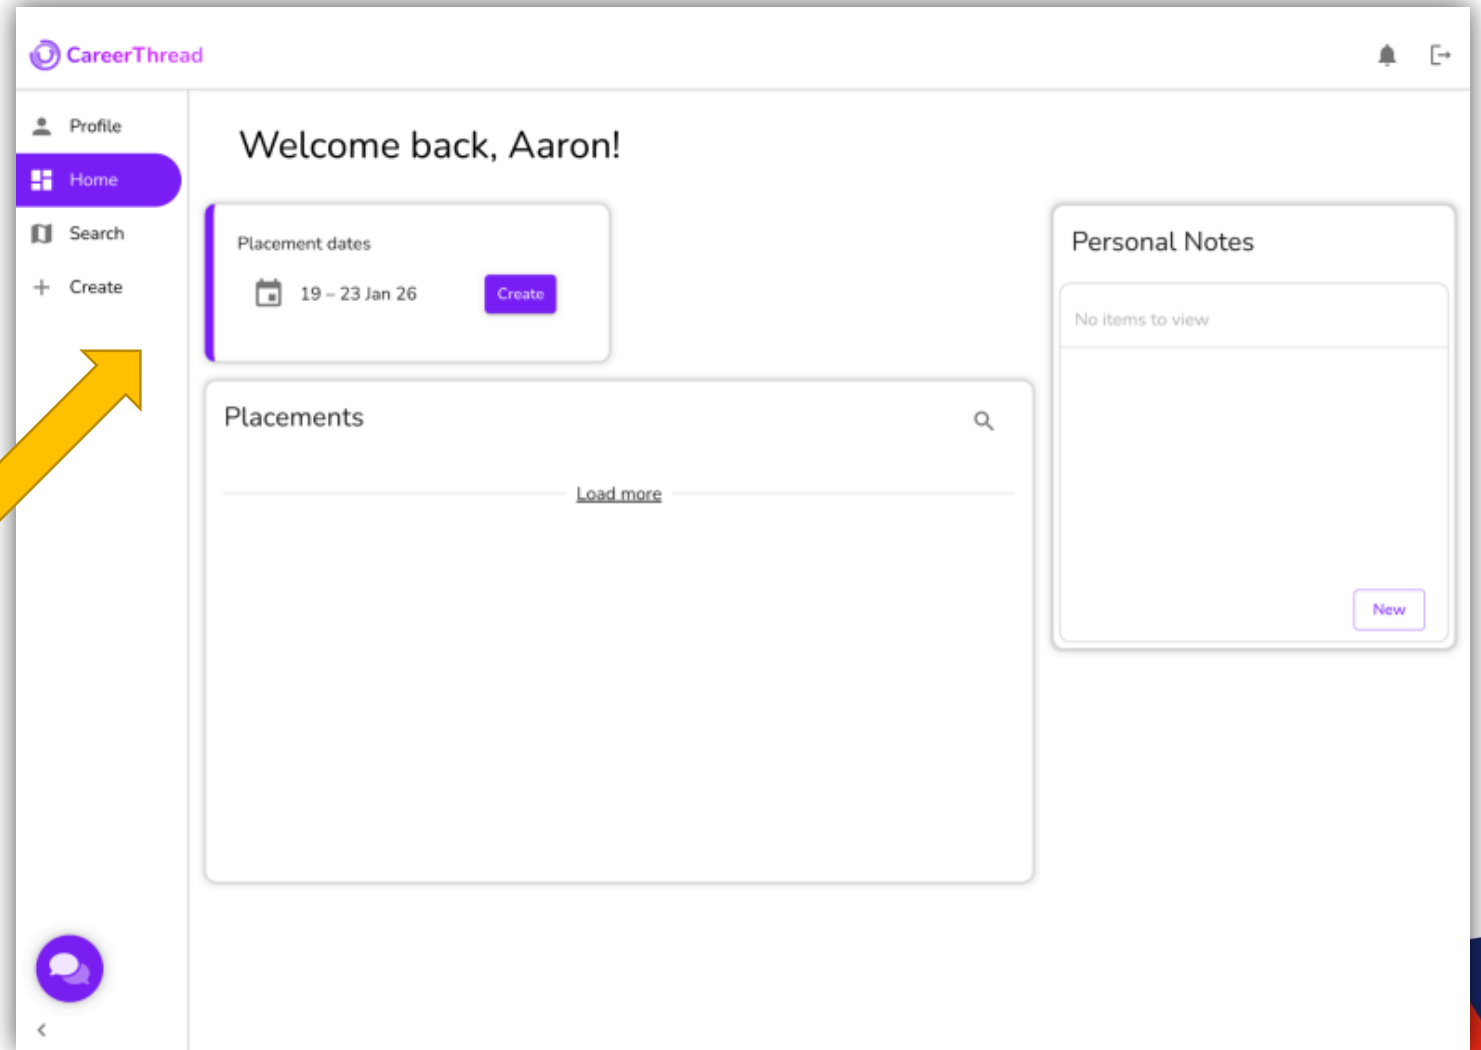 CareerThread
Profile
Home
Search
Create
Welcome back, Aaron!
Placement dates
19 – 23 Jan 26
Create
Placements
Load more
Personal Notes
No items to view
New